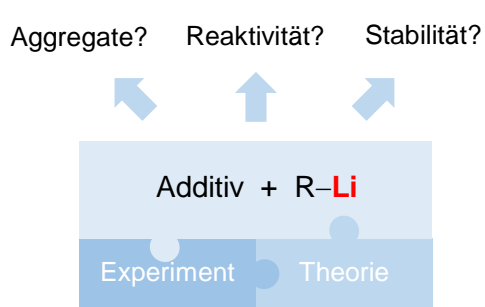 Aggregate? Reaktivität? Stabilität?
Additiv + R–Li
Experiment Theorie